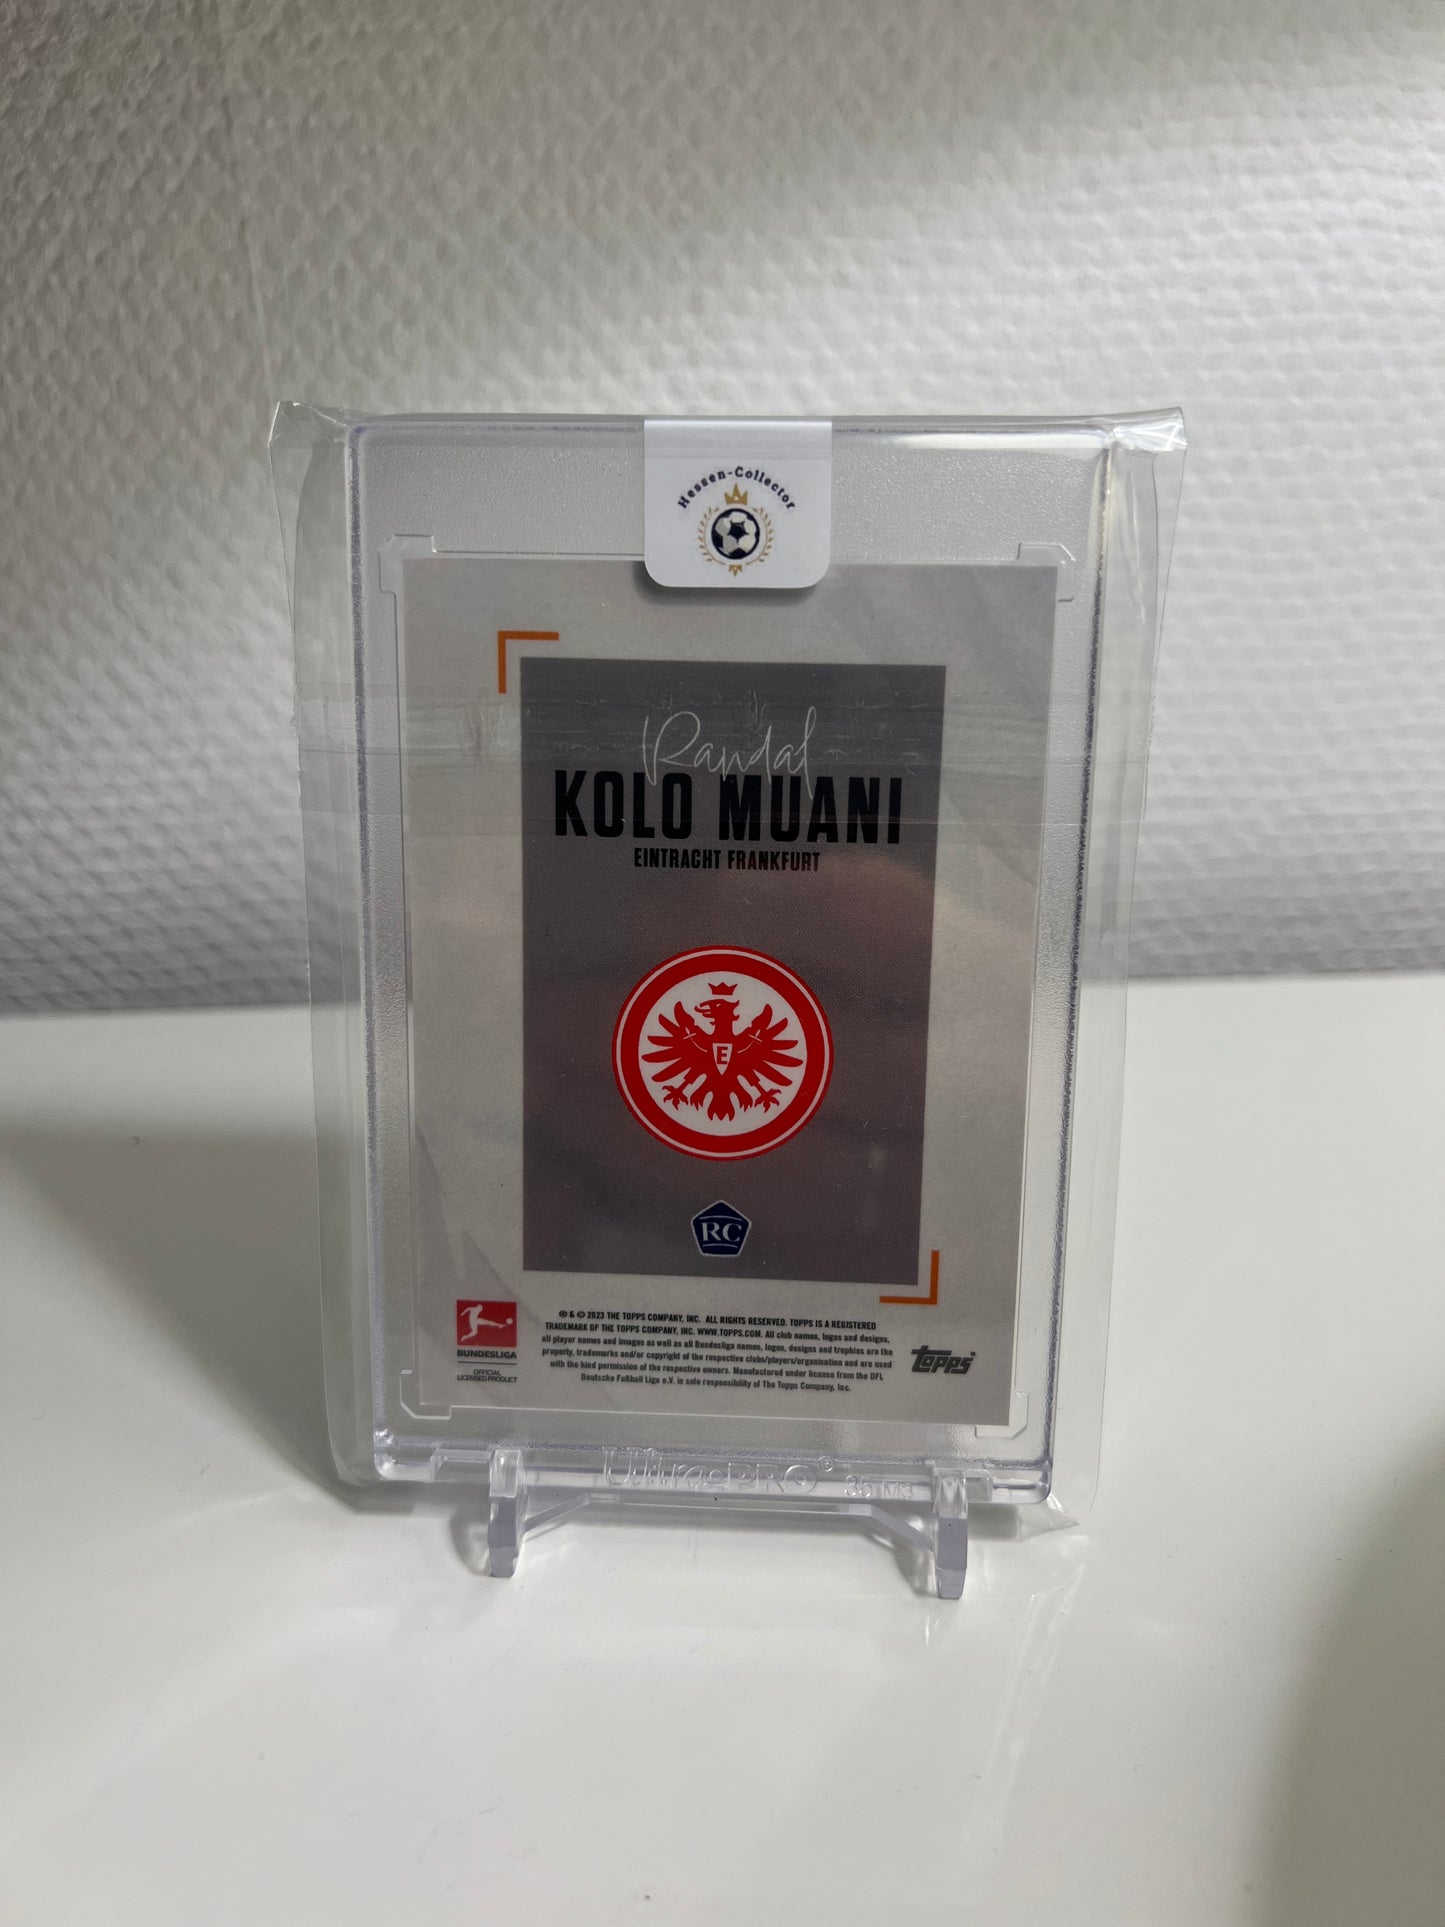 Hessen-Collector
Randal
KOLO MUANI
EINTRACHT FRANKFURT
E
RC
BUNDESLIGA
OFFICIAL
LICENSED PRODUCT
® & © 2023 THE TOPPS COMPANY, INC. ALL RIGHTS RESERVED. TOPPS IS A REGISTERED
TRADEMARK OF THE TOPPS COMPANY, INC. WWW.TOPPS.COM. All club names, logos and designs,
all player names and images as well as all Bundesliga names, logos, designs and trophies are the
property, trademarks and/or copyright of the respective clubs/players/organisation and are used
with the kind permission of the respective owners. Manufactured under license from the DFL
Deutsche Fußball Liga e.V. in sole responsibility of The Topps Company, Inc.
topps
Ultra•PRO® 35 M3